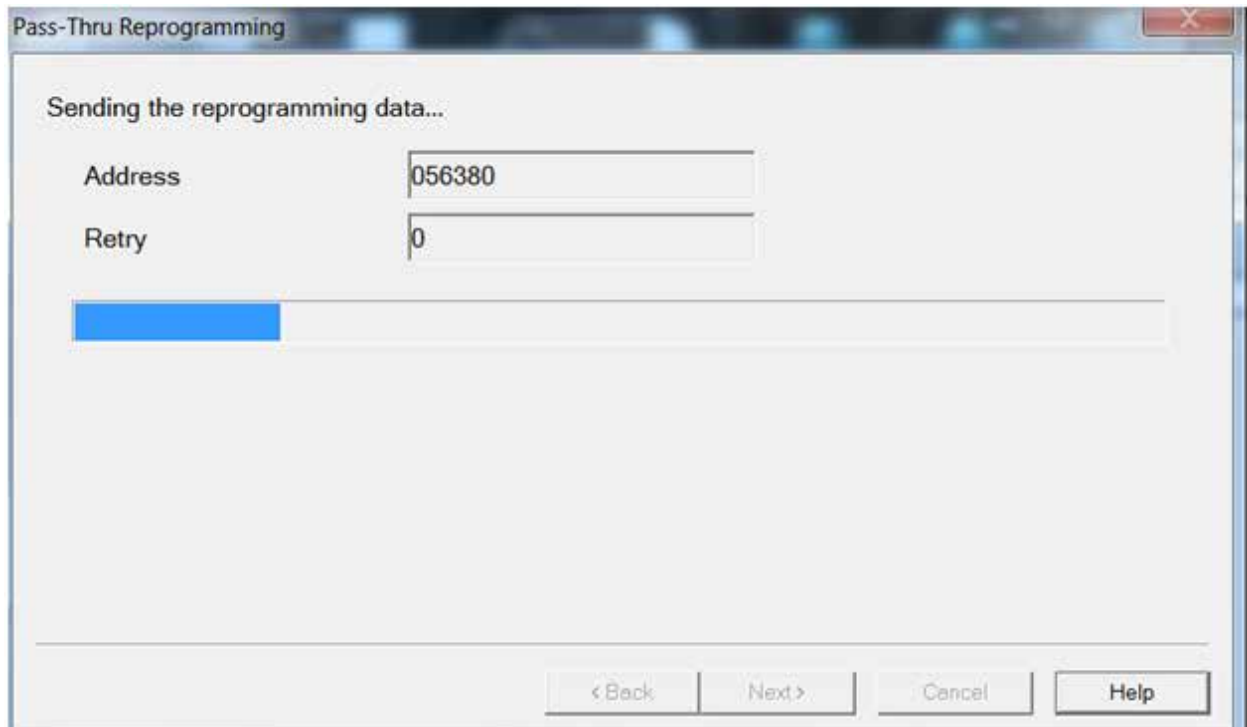 Pass-Thru Reprogramming
Sending the reprogramming data...
Address 056380
Retry 0
< Back Next > Cancel Help